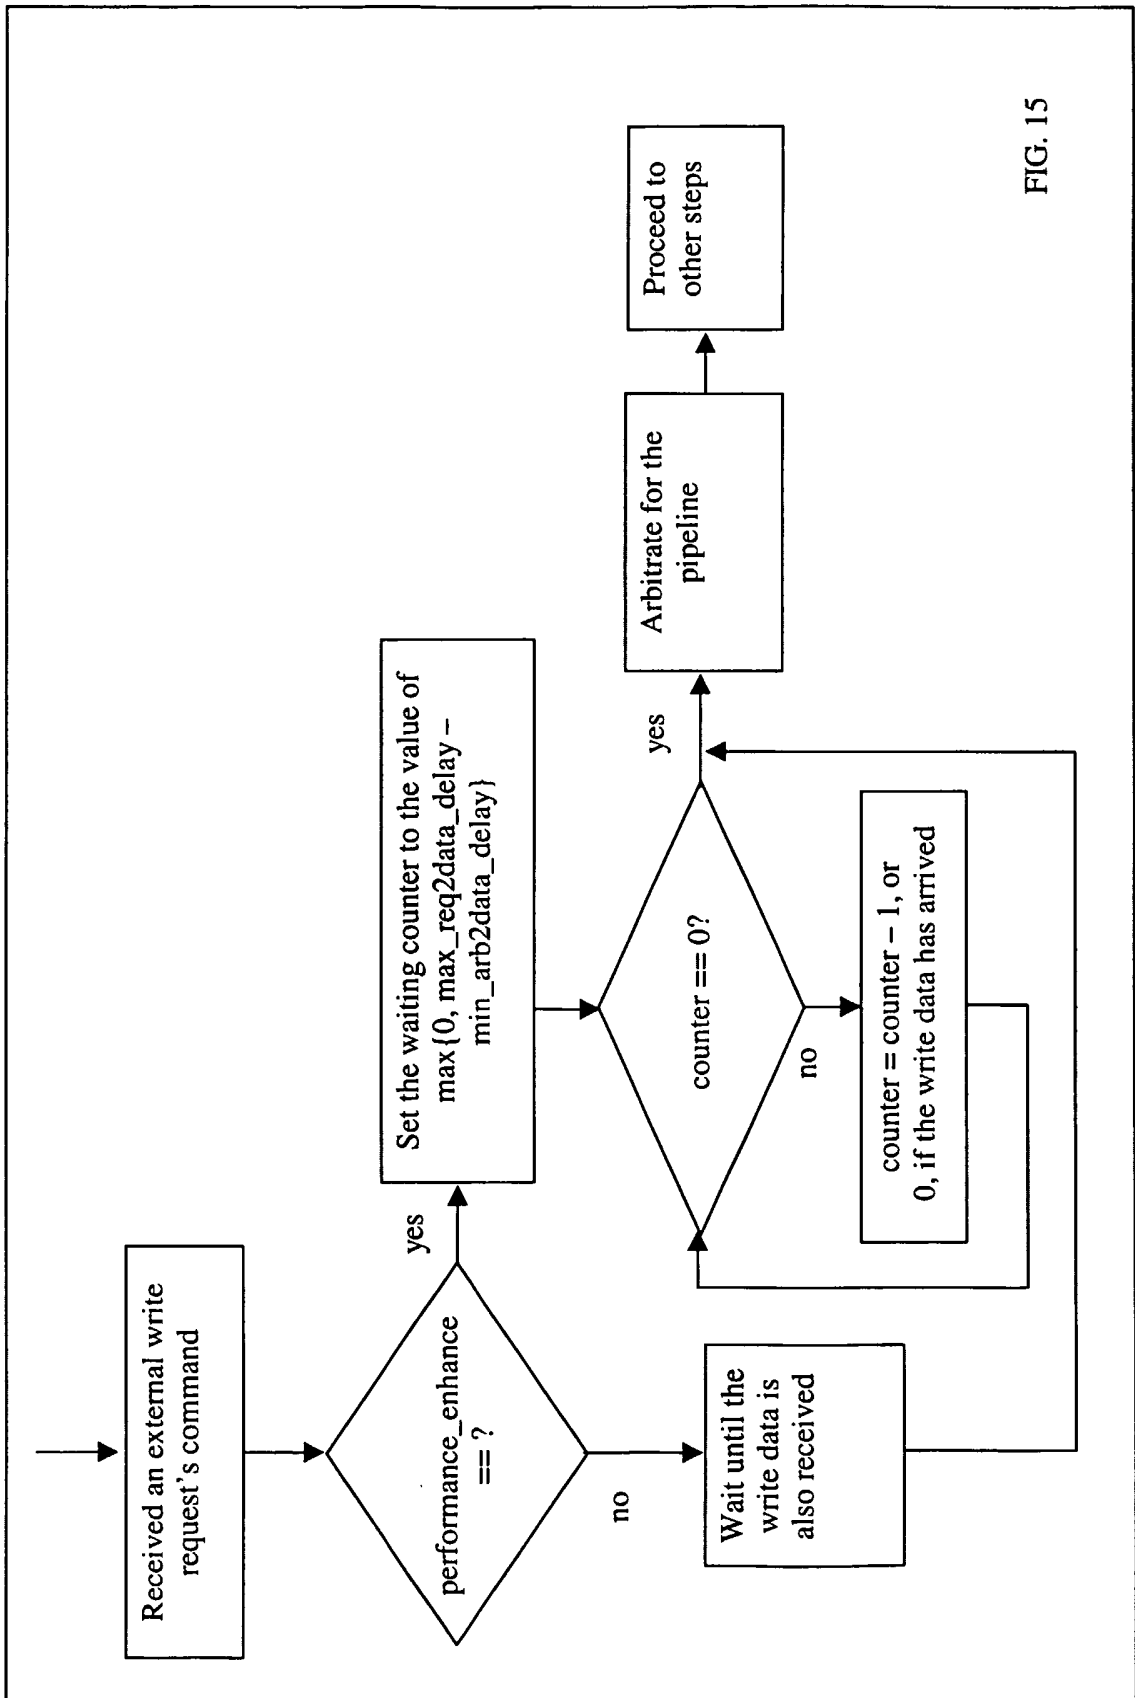 Received an external write
request's command
performance_enhance
== ?
yes
no
Set the waiting counter to the value of
max{0, max_req2data_delay –
min_arb2data_delay}
Wait until the
write data is
also received
counter == 0?
yes
no
counter = counter – 1, or
0, if the write data has arrived
Arbitrate for the
pipeline
Proceed to
other steps
FIG. 15